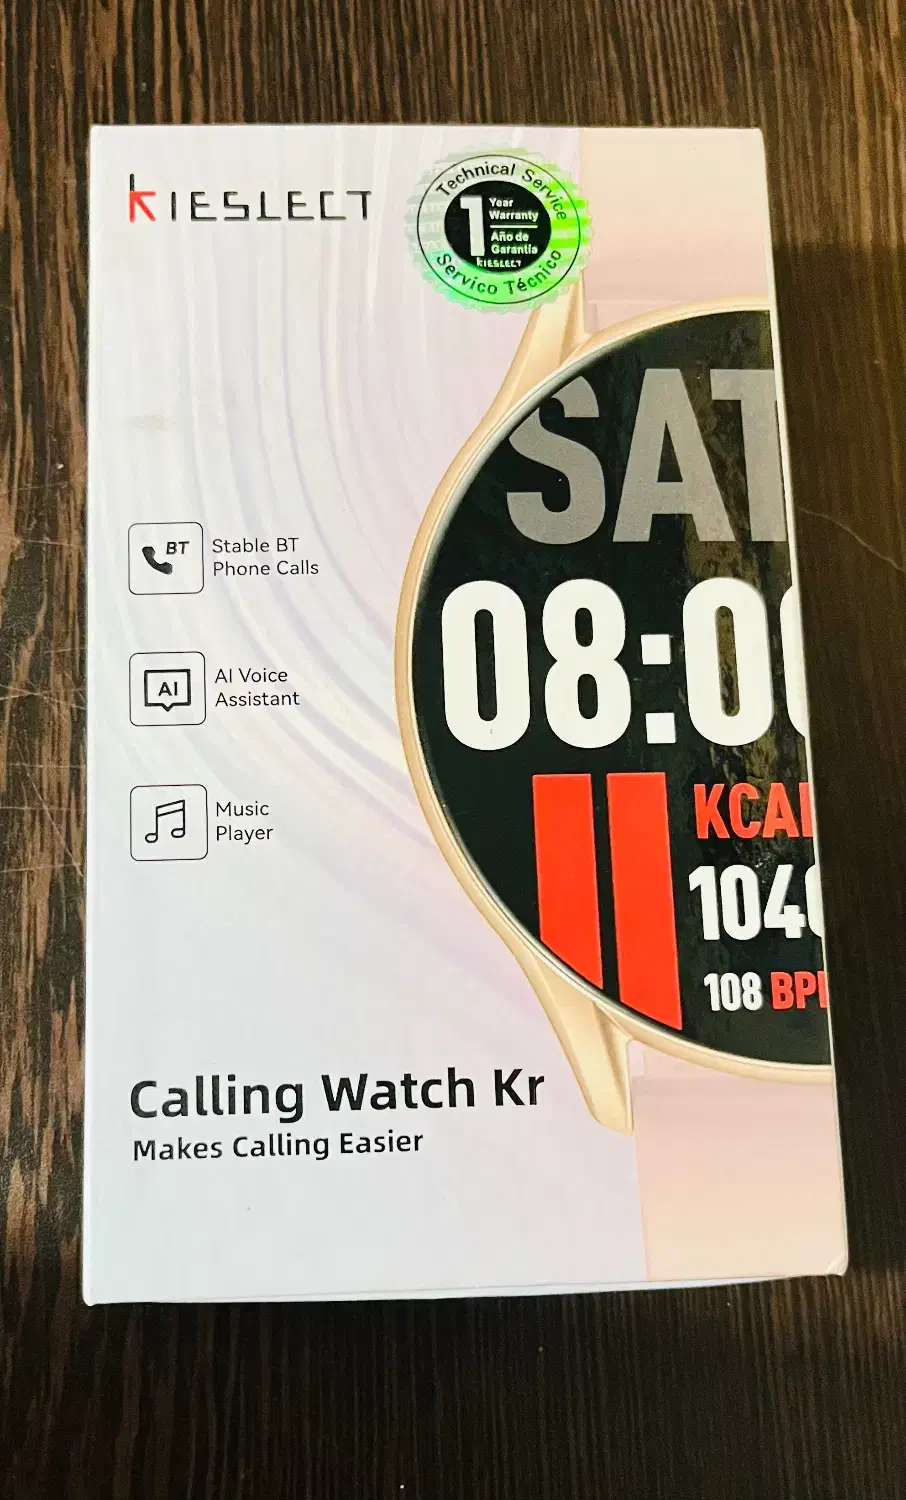 KIESLECT
Technical Service
1
Year
Warranty
Año de
Garantia
KIESLECT
Servico Técnico
SAT
08:00
BT
Stable BT
Phone Calls
AI
AI Voice
Assistant
Music
Player
KCAL
1040
108 BPM
Calling Watch Kr
Makes Calling Easier